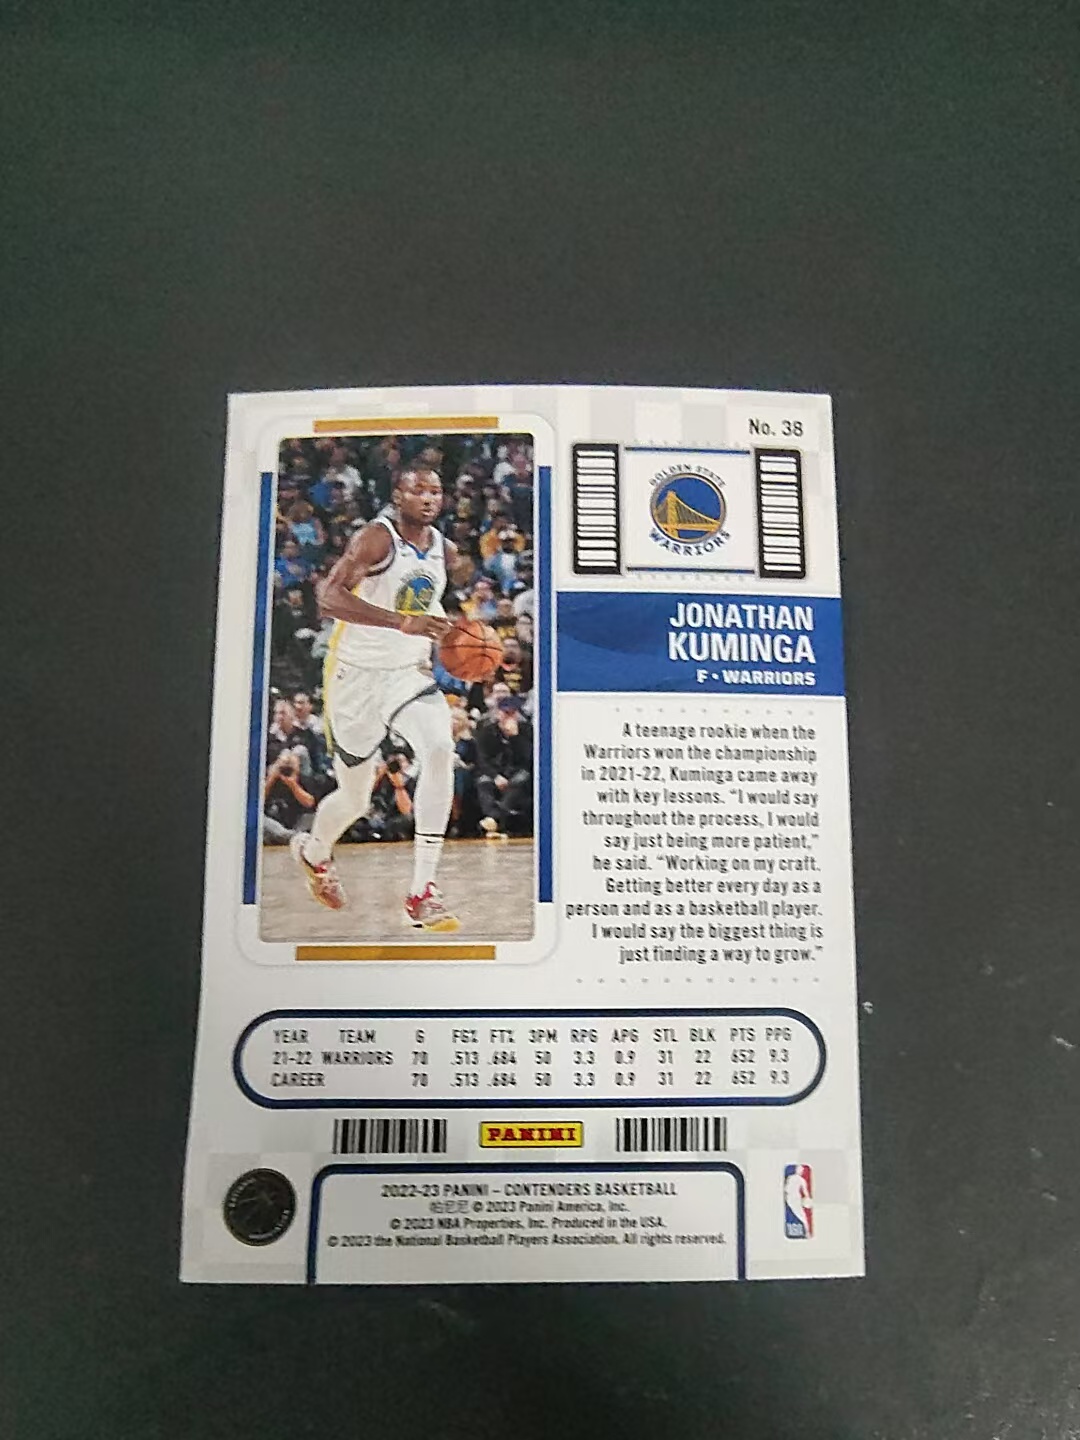 No. 38
GOLDEN STATE
WARRIORS
JONATHAN
KUMINGA
F • WARRIORS
A teenage rookie when the
Warriors won the championship
in 2021-22, Kuminga came away
with key lessons. “I would say
throughout the process, I would
say just being more patient,”
he said. “Working on my craft.
Getting better every day as a
person and as a basketball player.
I would say the biggest thing is
just finding a way to grow.”
YEAR TEAM G FG% FT% 3PM RPG APG STL BLK PTS PPG
21-22 WARRIORS 70 .513 .684 50 3.3 0.9 31 22 652 9.3
CAREER 70 .513 .684 50 3.3 0.9 31 22 652 9.3
PANINI
2022-23 PANINI – CONTENDERS BASKETBALL
帕尼尼 © 2023 Panini America, Inc.
© 2023 NBA Properties, Inc. Produced in the USA.
© 2023 the National Basketball Players Association. All rights reserved.